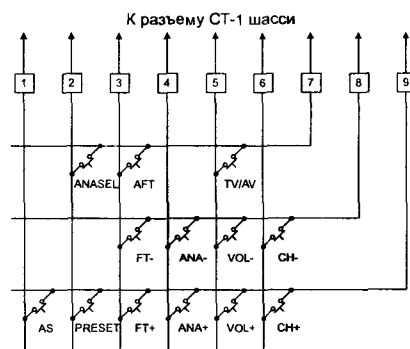 К разъему СТ-1 шасси
1 2 3 4 5 6 7 8 9
ANASEL AFT TV/AV
FT- ANA- VOL- CH-
AS PRESET FT+ ANA+ VOL+ CH+